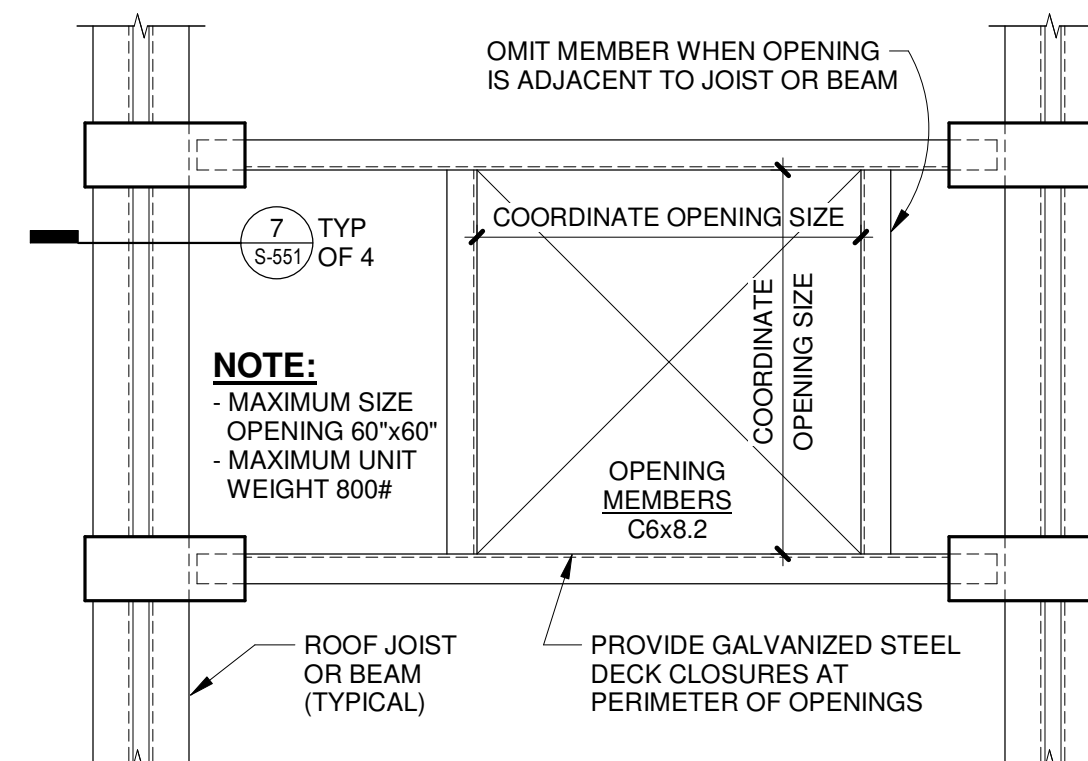 OMIT MEMBER WHEN OPENING
IS ADJACENT TO JOIST OR BEAM
COORDINATE OPENING SIZE
7
S-551
TYP
OF 4
COORDINATE
OPENING SIZE
NOTE:
- MAXIMUM SIZE
OPENING 60"x60"
- MAXIMUM UNIT
WEIGHT 800#
OPENING
MEMBERS
C6x8.2
ROOF JOIST
OR BEAM
(TYPICAL)
PROVIDE GALVANIZED STEEL
DECK CLOSURES AT
PERIMETER OF OPENINGS